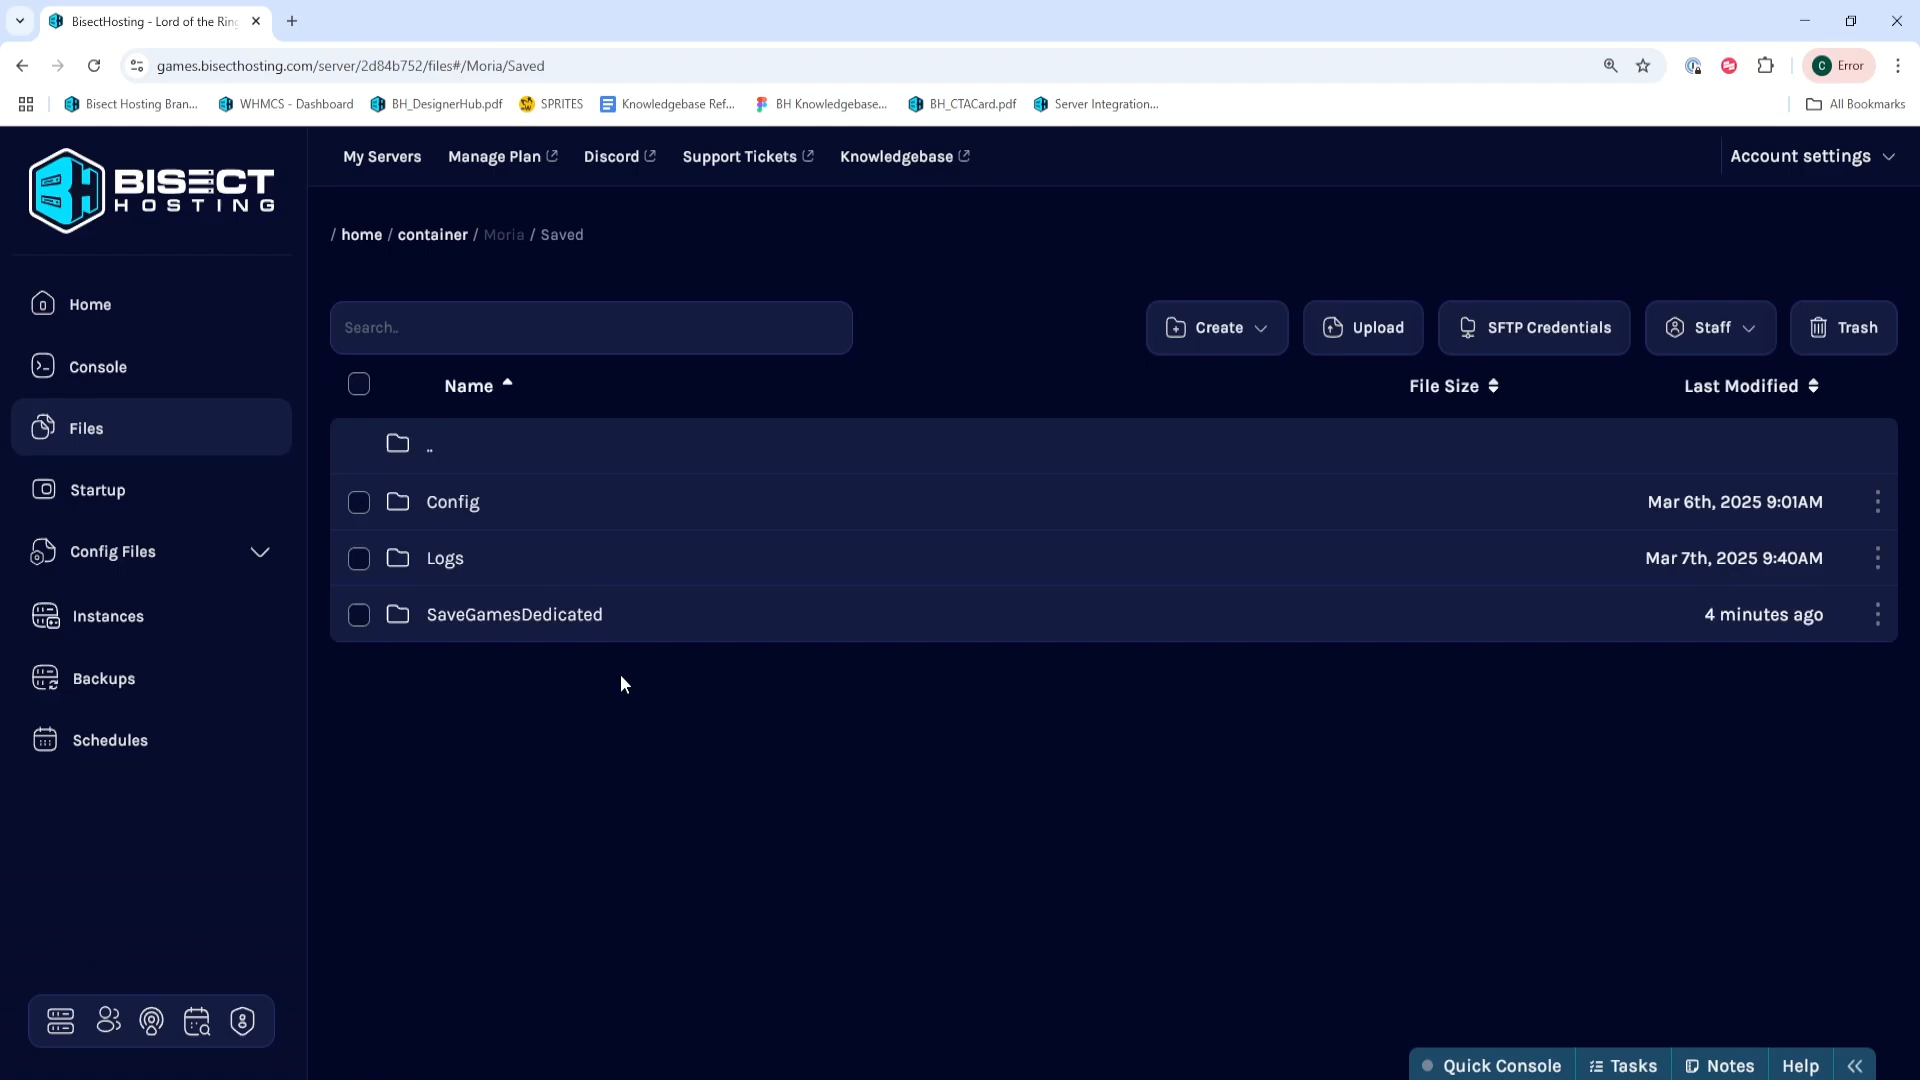 BisectHosting - Lord of the Rin
games.bisecthosting.com/server/2d84b752/files#/Moria/Saved
C Error
Bisect Hosting Bran... WHMCS - Dashboard BH_DesignerHub.pdf SPRITES Knowledgebase Ref... BH Knowledgebase... BH_CTACard.pdf Server Integration... All Bookmarks
BISECT
HOSTING
My Servers Manage Plan Discord Support Tickets Knowledgebase Account settings
/ home / container / Moria / Saved
Home
Console
Files
Startup
Config Files
Instances
Backups
Schedules
Search.. Create Upload SFTP Credentials Staff Trash
Name File Size Last Modified
..
Config Mar 6th, 2025 9:01AM
Logs Mar 7th, 2025 9:40AM
SaveGamesDedicated 4 minutes ago
Quick Console Tasks Notes Help